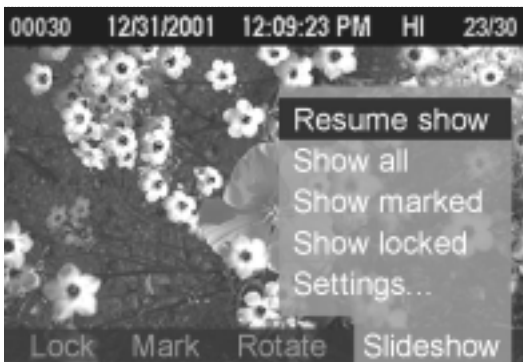 00030 12/31/2001 12:09:23 PM HI 23/30
Resume show
Show all
Show marked
Show locked
Settings...
Lock Mark Rotate Slideshow